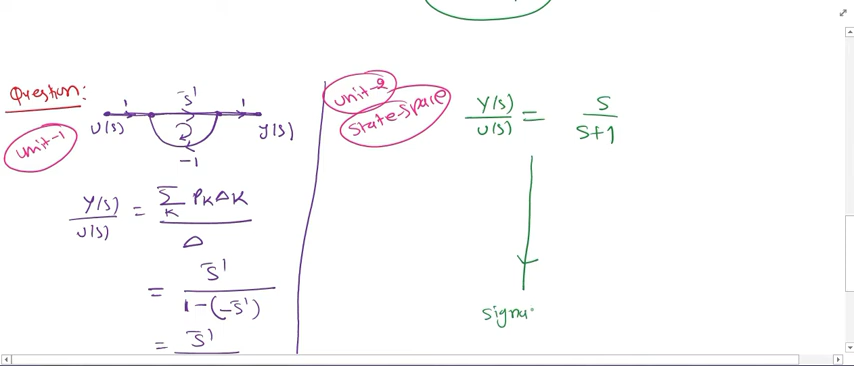 Question:
1 s⁻¹ 1
U(s) y(s)
-1
unit-1
Y(s)/U(s) = Σ_K P_K Δ_K / Δ
= s⁻¹ / 1-(-s⁻¹)
= s⁻¹
unit-2
state-space
Y(s)/U(s) = s / s+1
signa